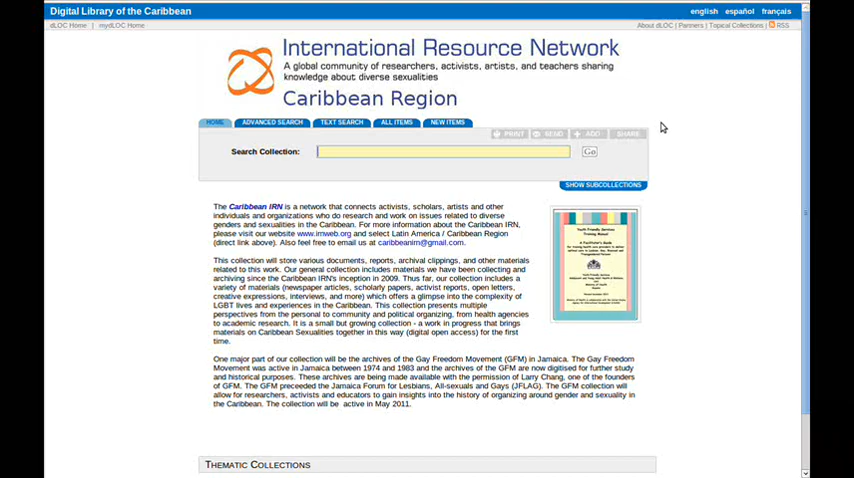 Digital Library of the Caribbean
english español français
dLOC Home | myDLOC Home
About dLOC | Partners | Topical Collections | RSS
International Resource Network
A global community of researchers, activists, artists, and teachers sharing
knowledge about diverse sexualities
Caribbean Region
HOME ADVANCED SEARCH TEXT SEARCH ALL ITEMS NEW ITEMS
PRINT SEND ADD SHARE
Search Collection: Go
SHOW SUBCOLLECTIONS
The Caribbean IRN is a network that connects activists, scholars, artists and other
individuals and organizations who do research and work on issues related to diverse
genders and sexualities in the Caribbean. For more information about the Caribbean IRN,
please visit our website www.irnweb.org and select Latin America / Caribbean Region
(direct link above). Also feel free to email us at caribbeanirn@gmail.com.
This collection will store various documents, reports, archival clippings, and other materials
related to this work. Our general collection includes materials we have been collecting and
archiving since the Caribbean IRN's inception in 2009. Thus far, our collection includes a
variety of materials (newspaper articles, scholarly papers, activist reports, open letters,
creative expressions, interviews, and more) which offers a glimpse into the complexity of
LGBT lives and experiences in the Caribbean. This collection presents multiple
perspectives from the personal to community and political organizing, from health agencies
to academic research. It is a small but growing collection - a work in progress that brings
materials on Caribbean Sexualities together in this way (digital open access) for the first
time.
Youth Friendly Services
Training Manual
A Facilitator's Guide
One major part of our collection will be the archives of the Gay Freedom Movement (GFM) in Jamaica. The Gay Freedom
Movement was active in Jamaica between 1974 and 1983 and the archives of the GFM are now digitised for further study
and historical purposes. These archives are being made available with the permission of Larry Chang, one of the founders
of GFM. The GFM preceeded the Jamaica Forum for Lesbians, All-sexuals and Gays (JFLAG). The GFM collection will
allow for researchers, activists and educators to gain insights into the history of organizing around gender and sexuality in
the Caribbean. The collection will be active in May 2011.
THEMATIC COLLECTIONS